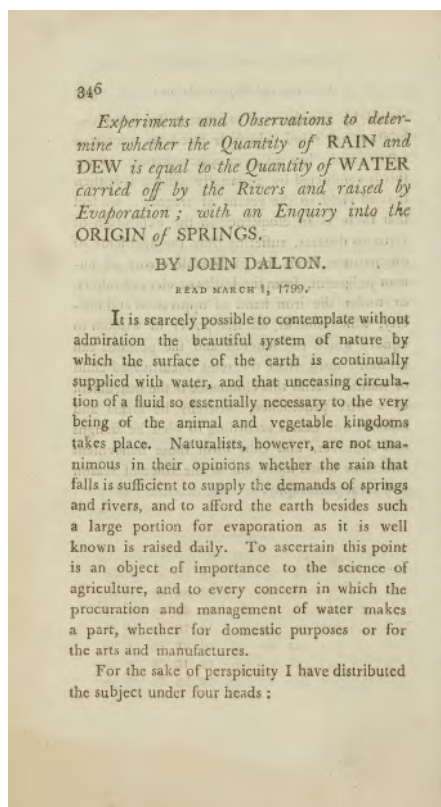 346
Experiments and Observations to deter-
mine whether the Quantity of RAIN and
DEW is equal to the Quantity of WATER
carried off by the Rivers and raised by
Evaporation ; with an Enquiry into the
ORIGIN of SPRINGS.
BY JOHN DALTON.
READ MARCH 1, 1799.
It is scarcely possible to contemplate without
admiration the beautiful system of nature by
which the surface of the earth is continually
supplied with water, and that unceasing circula-
tion of a fluid so essentially necessary to the very
being of the animal and vegetable kingdoms
takes place. Naturalists, however, are not una-
nimous in their opinions whether the rain that
falls is sufficient to supply the demands of springs
and rivers, and to afford the earth besides such
a large portion for evaporation as it is well
known is raised daily. To ascertain this point
is an object of importance to the science of
agriculture, and to every concern in which the
procuration and management of water makes
a part, whether for domestic purposes or for
the arts and manufactures.
For the sake of perspicuity I have distributed
the subject under four heads :